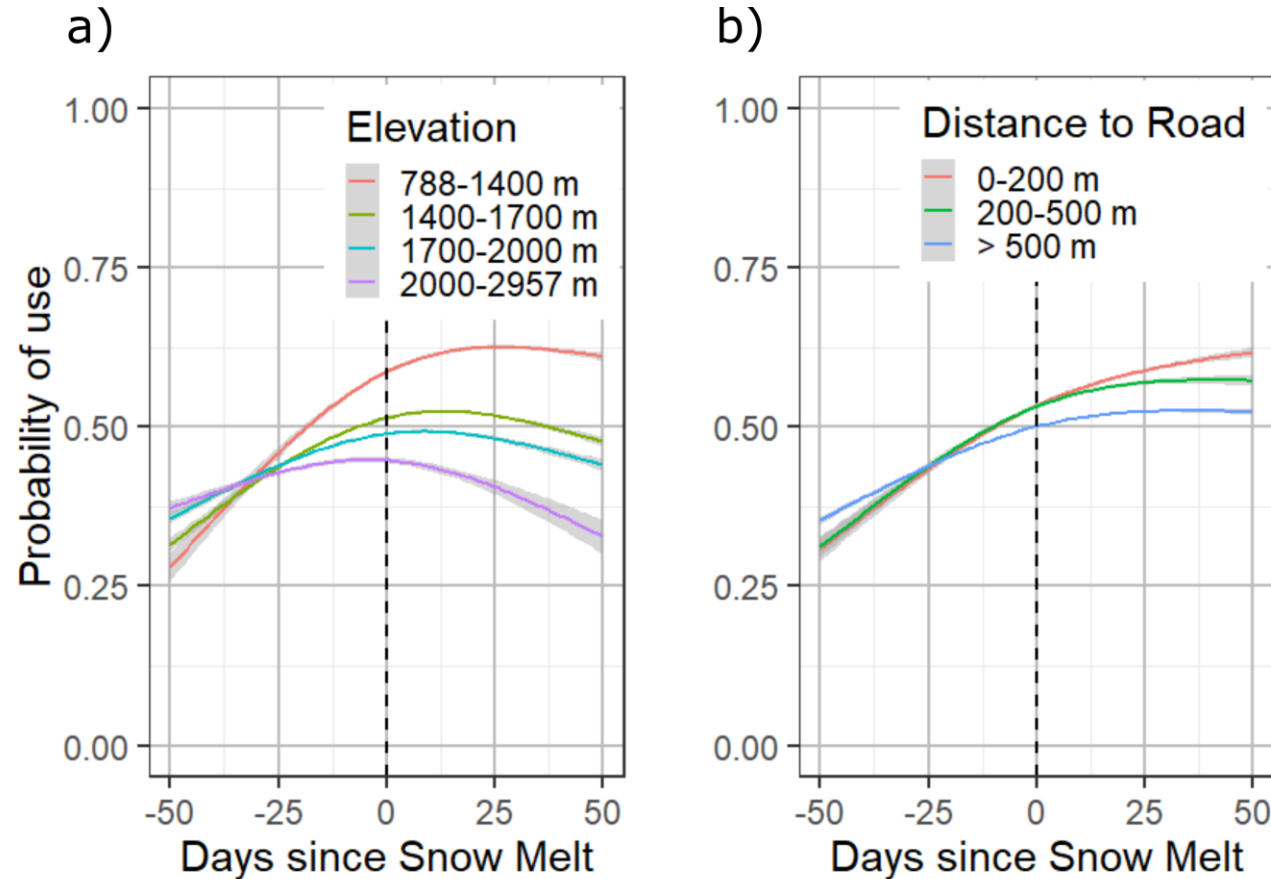 a)
Probability of use
1.00
0.75
0.50
0.25
0.00
Elevation
788-1400 m
1400-1700 m
1700-2000 m
2000-2957 m
-50 -25 0 25 50
Days since Snow Melt
b)
1.00
0.75
0.50
0.25
0.00
Distance to Road
0-200 m
200-500 m
> 500 m
-50 -25 0 25 50
Days since Snow Melt